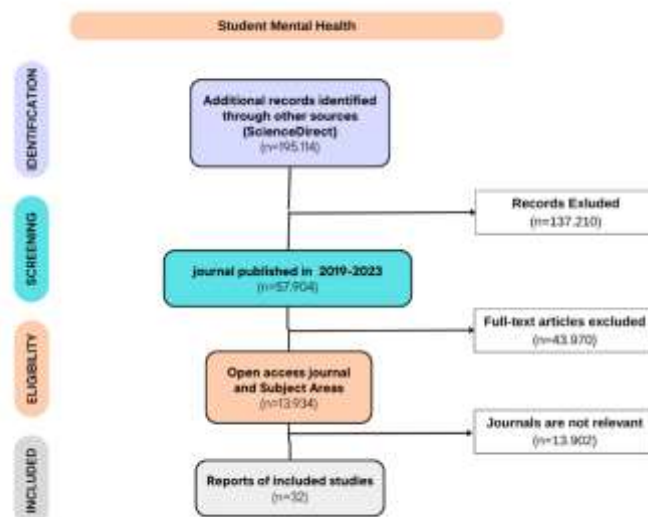 Student Mental Health
IDENTIFICATION
Additional records identified
through other sources
(ScienceDirect)
(n=195.114)
Records Exluded
(n=137.210)
SCREENING
journal published in 2019-2023
(n=57.904)
Full-text articles excluded
(n=43.970)
ELIGIBILITY
Open access journal
and Subject Areas
(n=13.934)
Journals are not relevant
(n=13.902)
INCLUDED
Reports of included studies
(n=32)